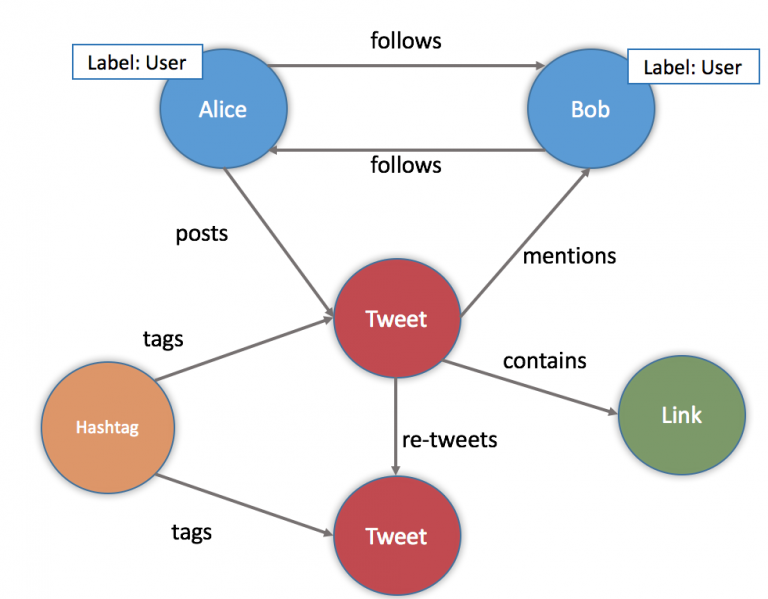 follows
Label: User
Label: User
Alice
Bob
follows
posts
mentions
Tweet
tags
contains
Hashtag
Link
re-tweets
tags
Tweet